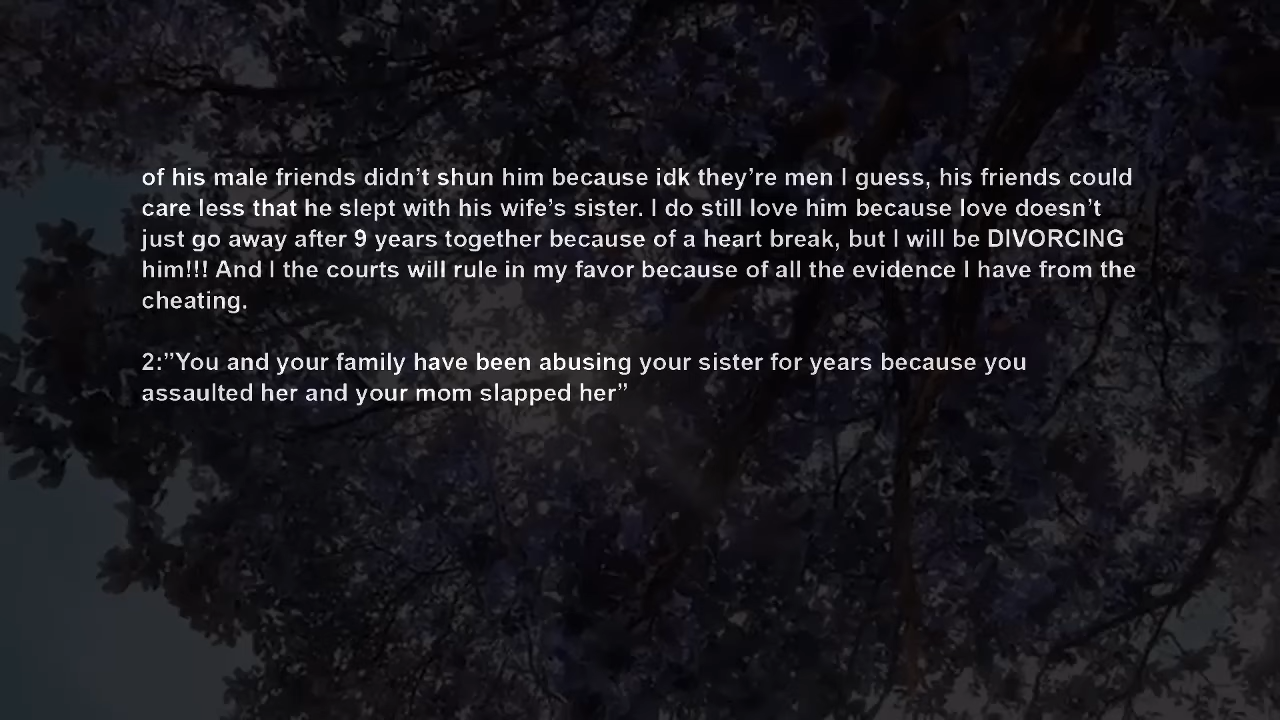 of his male friends didn’t shun him because idk they’re men I guess, his friends could
care less that he slept with his wife’s sister. I do still love him because love doesn’t
just go away after 9 years together because of a heart break, but I will be DIVORCING
him!!! And I the courts will rule in my favor because of all the evidence I have from the
cheating.
2:”You and your family have been abusing your sister for years because you
assaulted her and your mom slapped her”